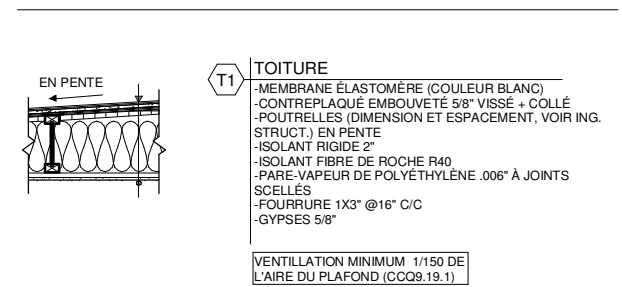 EN PENTE
T1
TOITURE
-MEMBRANE ÉLASTOMÈRE (COULEUR BLANC)
-CONTREPLAQUÉ EMBOUVETÉ 5/8" VISSÉ + COLLÉ
-POUTRELLES (DIMENSION ET ESPACEMENT, VOIR ING.
STRUCT.) EN PENTE
-ISOLANT RIGIDE 2"
-ISOLANT FIBRE DE ROCHE R40
-PARE-VAPEUR DE POLYÉTHYLÈNE .006" À JOINTS
SCELLÉS
-FOURRURE 1X3" @16" C/C
-GYPSES 5/8"
VENTILLATION MINIMUM 1/150 DE
L'AIRE DU PLAFOND (CCQ9.19.1)